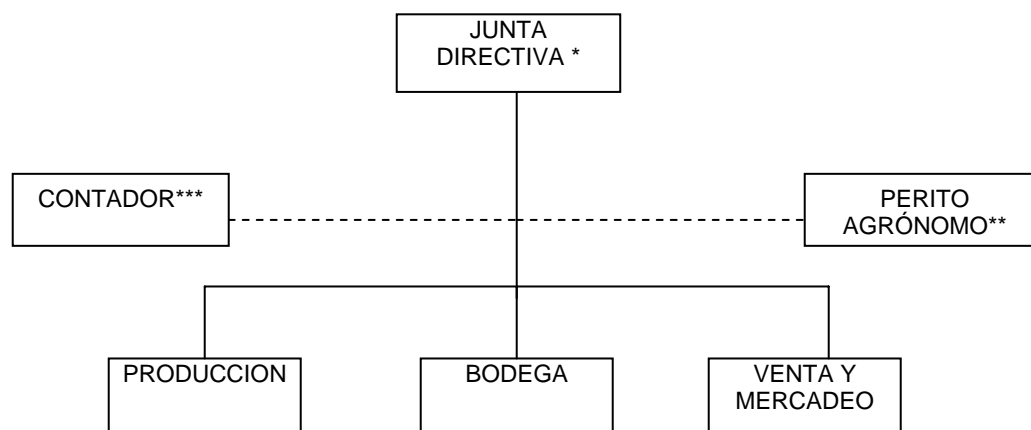 JUNTA
DIRECTIVA *
CONTADOR***
PERITO
AGRÓNOMO**
PRODUCCION
BODEGA
VENTA Y
MERCADEO